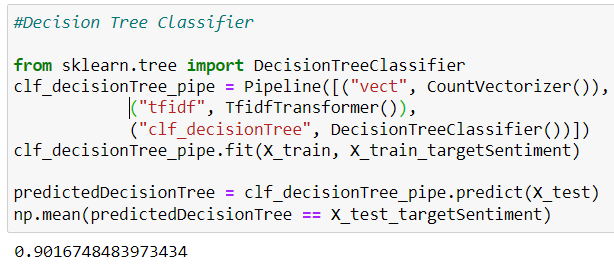 #Decision Tree Classifier
from sklearn.tree import DecisionTreeClassifier
clf_decisionTree_pipe = Pipeline([("vect", CountVectorizer()),
("tfidf", TfidfTransformer()),
("clf_decisionTree", DecisionTreeClassifier())])
clf_decisionTree_pipe.fit(X_train, X_train_targetSentiment)
predictedDecisionTree = clf_decisionTree_pipe.predict(X_test)
np.mean(predictedDecisionTree == X_test_targetSentiment)
0.9016748483973434